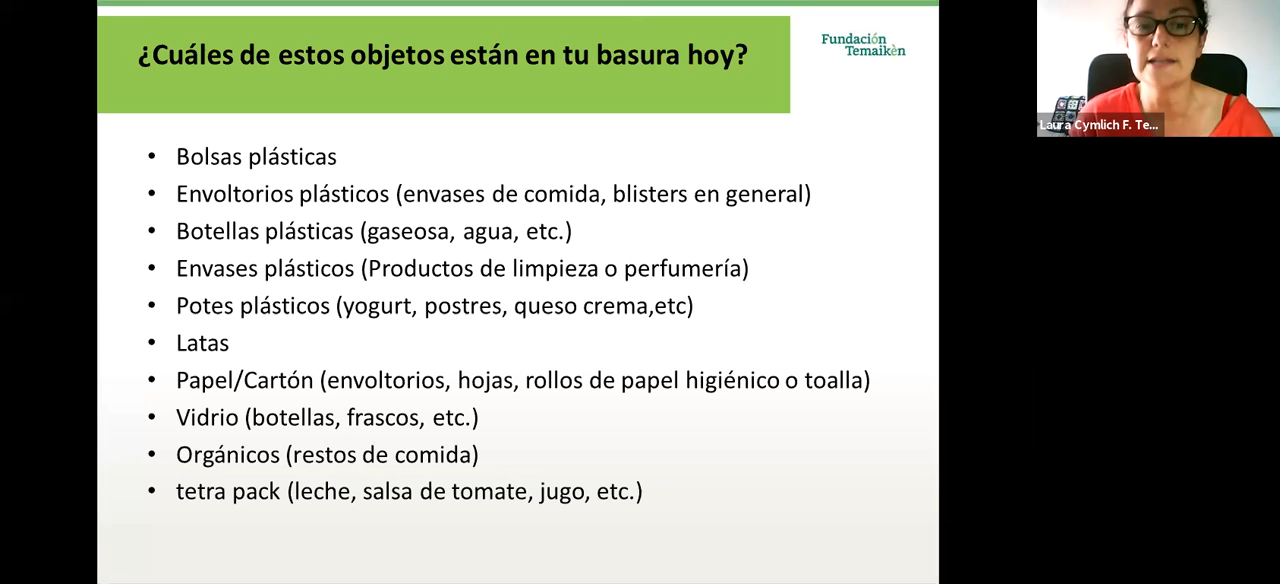 ¿Cuáles de estos objetos están en tu basura hoy?
Fundación
Temaikèn
• Bolsas plásticas
• Envoltorios plásticos (envases de comida, blisters en general)
• Botellas plásticas (gaseosa, agua, etc.)
• Envases plásticos (Productos de limpieza o perfumería)
• Potes plásticos (yogurt, postres, queso crema,etc)
• Latas
• Papel/Cartón (envoltorios, hojas, rollos de papel higiénico o toalla)
• Vidrio (botellas, frascos, etc.)
• Orgánicos (restos de comida)
• tetra pack (leche, salsa de tomate, jugo, etc.)
Laura Cymlich F. Te...